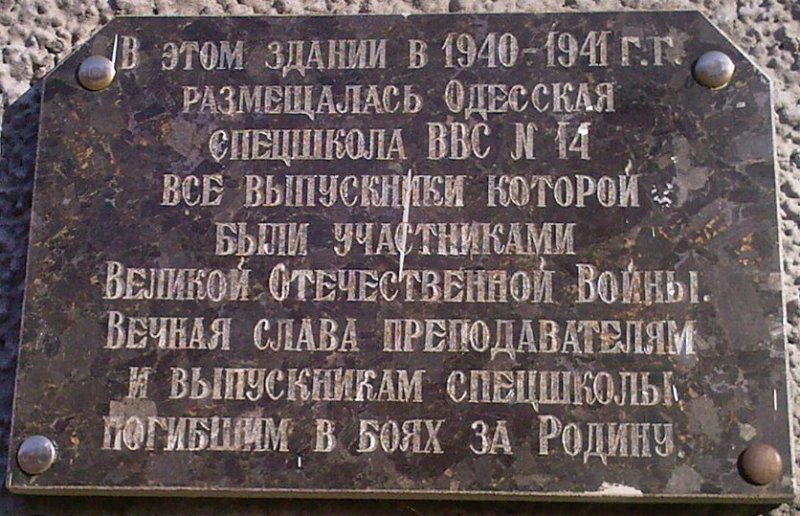 В этом здании в 1940-1941 г.г.
размещалась Одесская
спецшкола ВВС N 14
все выпускники которой
были участниками
Великой Отечественной Войны.
Вечная слава преподавателям
и выпускникам спецшколы
погибшим в боях за Родину.